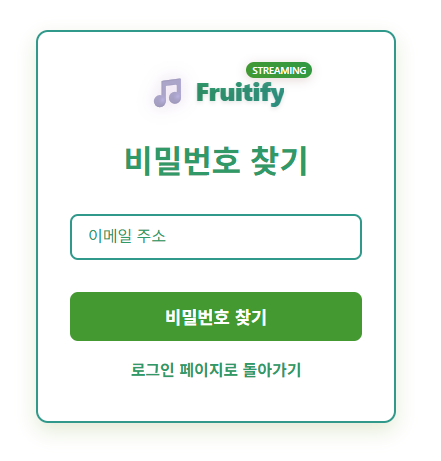 STREAMING
Fruitify
비밀번호 찾기
이메일 주소
비밀번호 찾기
로그인 페이지로 돌아가기